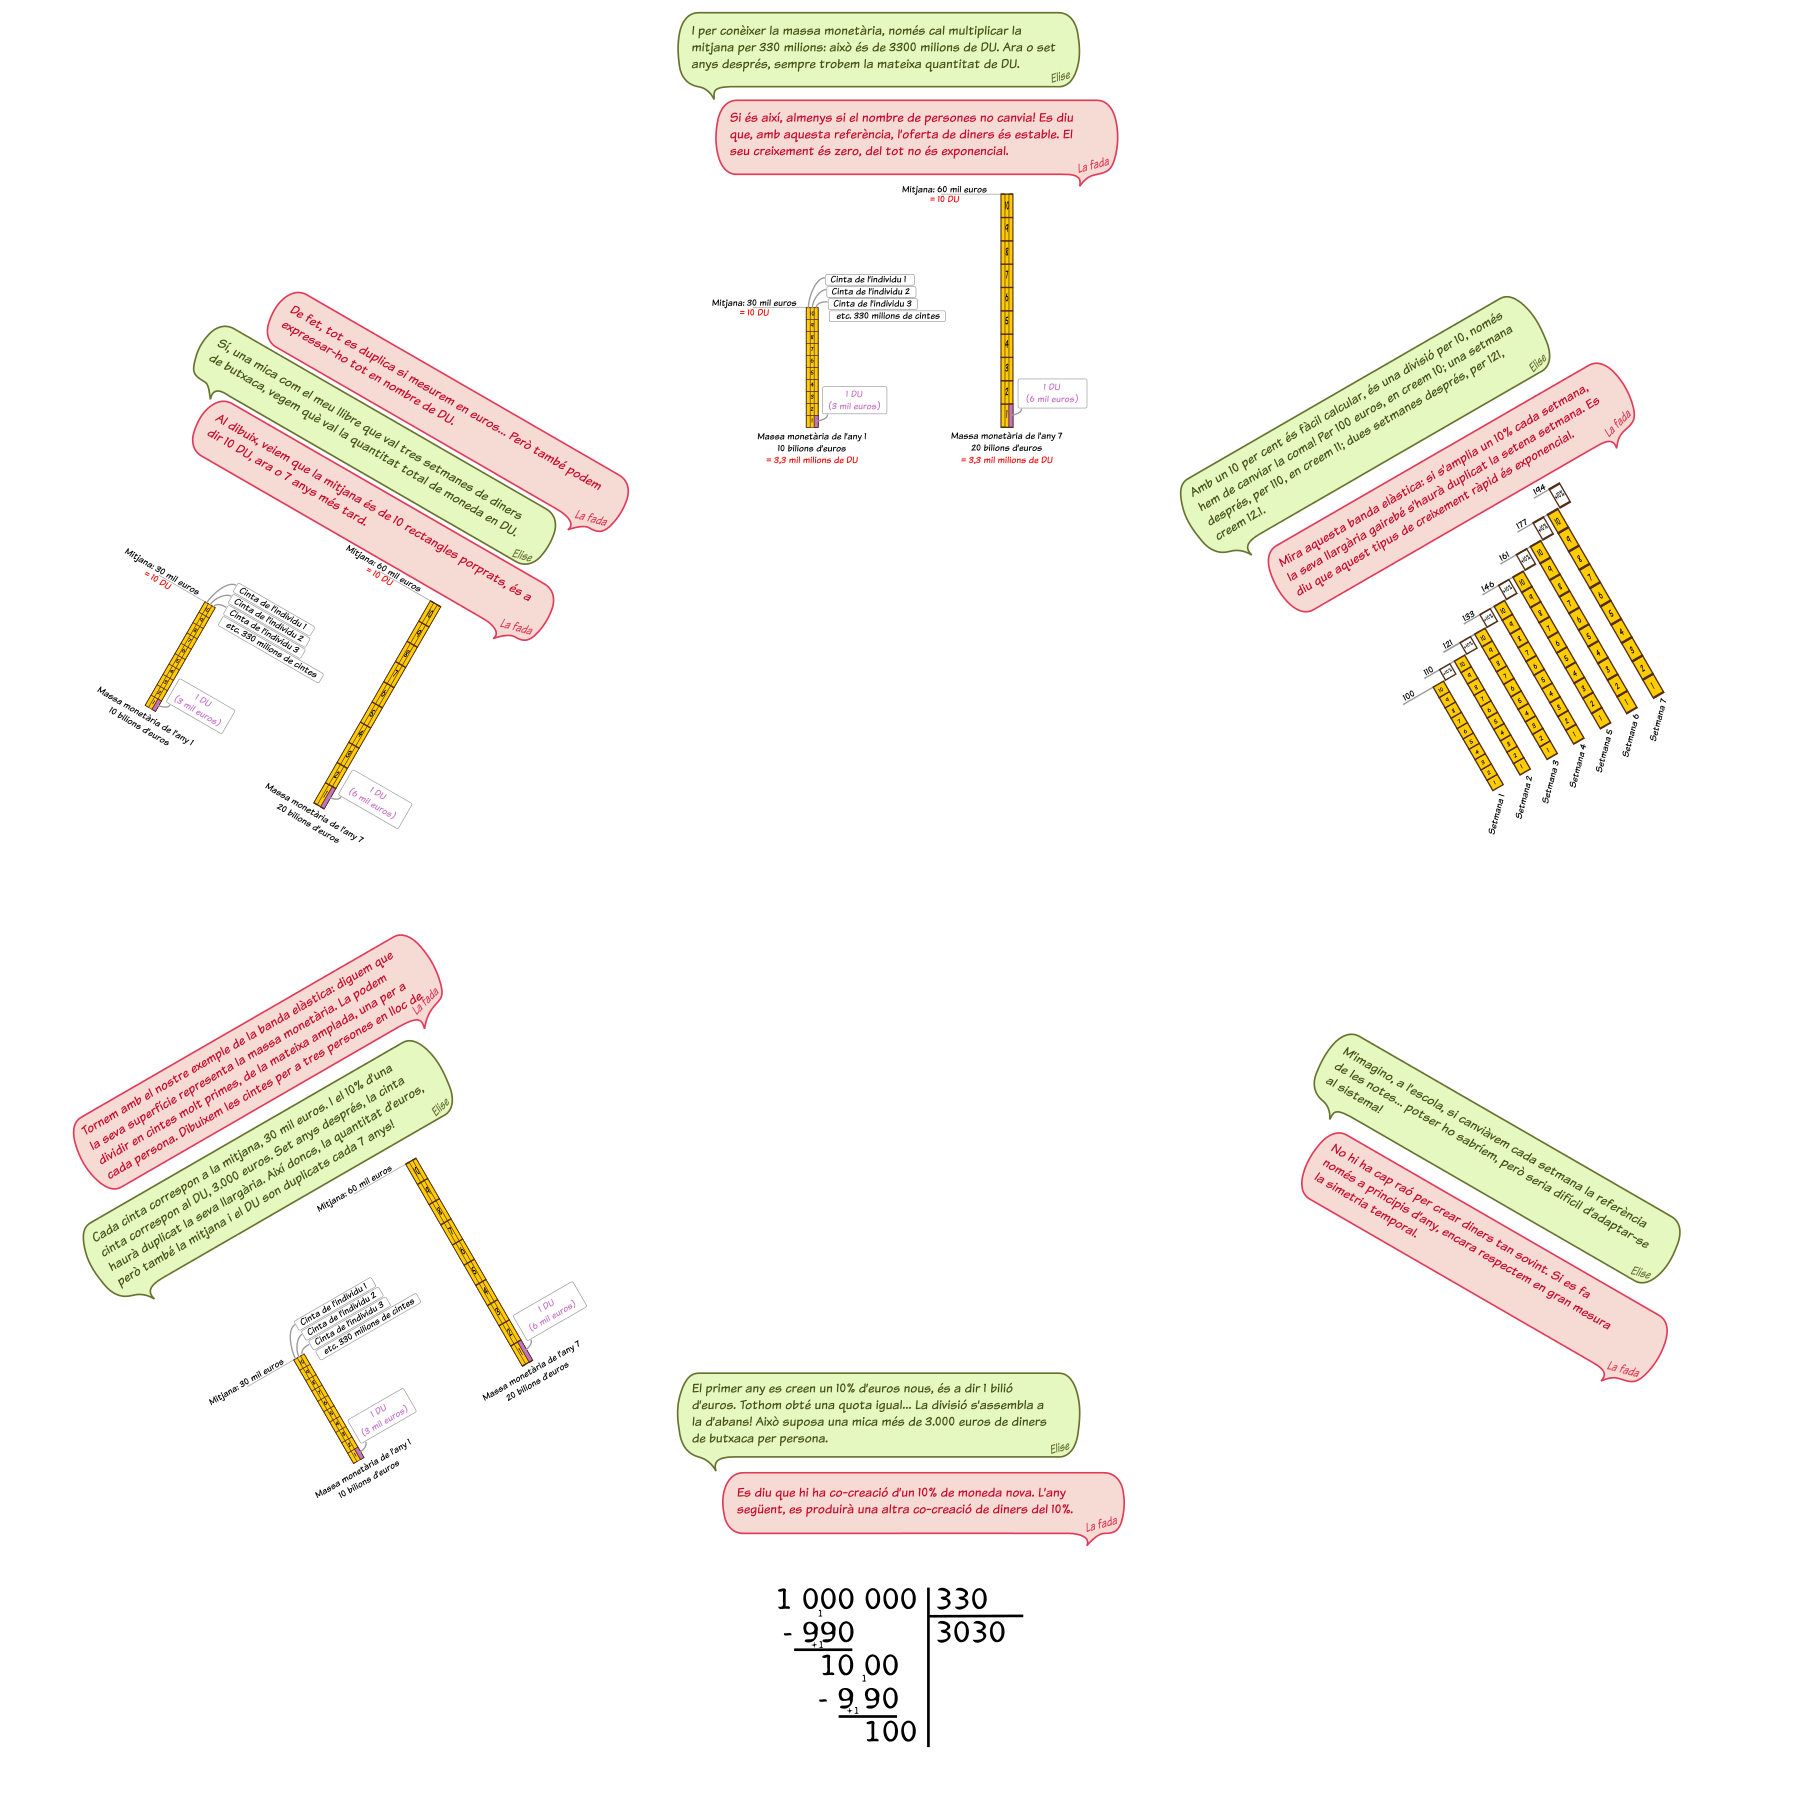 I per conèixer la massa monetària, només cal multiplicar la
mitjana per 330 milions: això és de 3300 milions de DU. Ara o set
anys després, sempre trobem la mateixa quantitat de DU.
Elise
Si és així, almenys si el nombre de persones no canvia! Es diu
que, amb aquesta referència, l'oferta de diners és estable. El
seu creixement és zero, del tot no és exponencial.
La fada
Mitjana: 60 mil euros
= 10 DU
10
9
8
7
6
5
4
3
2
1
Cinta de l'individu 1
Cinta de l'individu 2
Cinta de l'individu 3
etc. 330 milions de cintes
Mitjana: 30 mil euros
= 10 DU
10
9
8
7
6
5
4
3
2
1
1 DU
(3 mil euros)
1 DU
(6 mil euros)
Massa monetària de l'any 1
10 bilions d'euros
= 3,3 mil milions de DU
Massa monetària de l'any 7
20 bilions d'euros
= 3,3 mil milions de DU
De fet, tot es duplica si mesurem en euros... Però també podem
expressar-ho tot en nombre de DU.
La fada
Sí, una mica com el meu llibre que val tres setmanes de diners
de butxaca, vegem què val la quantitat total de moneda en DU.
Elise
Al dibuix, veiem que la mitjana és de 10 rectangles porprats, és a
dir 10 DU, ara o 7 anys més tard.
La fada
Mitjana: 30 mil euros
= 10 DU
Cinta de l'individu 1
Cinta de l'individu 2
Cinta de l'individu 3
etc. 330 milions de cintes
1 DU
(3 mil euros)
Massa monetària de l'any 1
10 bilions d'euros
Mitjana: 60 mil euros
= 10 DU
1 DU
(6 mil euros)
Massa monetària de l'any 7
20 bilions d'euros
Amb un 10 per cent és fàcil calcular, és una divisió per 10, només
hem de canviar la coma! Per 100 euros, en creem 10; una setmana
després, per 110, en creem 11; dues setmanes després, per 121,
creem 12.1.
Elise
Mira aquesta banda elàstica: si s'amplia un 10% cada setmana,
la seva llargària gairebé s'haurà duplicat la setena setmana. Es
diu que aquest tipus de creixement ràpid és exponencial.
La fada
100
110
121
133
146
161
177
194
Setmana 1
Setmana 2
Setmana 3
Setmana 4
Setmana 5
Setmana 6
Setmana 7
Tornem amb el nostre exemple de la banda elàstica: diguem que
la seva superfície representa la massa monetària. La podem
dividir en cintes molt primes, de la mateixa amplada, una per a
cada persona. Dibuixem les cintes per a tres persones en lloc de
La fada
Cada cinta correspon a la mitjana, 30 mil euros. I el 10% d'una
cinta correspon al DU, 3.000 euros. Set anys després, la cinta
haurà duplicat la seva llargària. Així doncs, la quantitat d'euros,
però també la mitjana i el DU son duplicats cada 7 anys!
Elise
Mitjana: 60 mil euros
1 DU
(6 mil euros)
Massa monetària de l'any 7
20 bilions d'euros
Cinta de l'individu 1
Cinta de l'individu 2
Cinta de l'individu 3
etc. 330 milions de cintes
Mitjana: 30 mil euros
1 DU
(3 mil euros)
Massa monetària de l'any 1
10 bilions d'euros
M'imagino, a l'escola, si canviàvem cada setmana la referència
de les notes... potser ho sabríem, però seria difícil d'adaptar-se
al sistema!
Elise
No hi ha cap raó per crear diners tan sovint. Si es fa
només a principis d'any, encara respectem en gran mesura
la simetria temporal.
La fada
El primer any es creen un 10% d'euros nous, és a dir 1 bilió
d'euros. Tothom obté una quota igual... La divisió s'assembla a
la d'abans! Això suposa una mica més de 3.000 euros de diners
de butxaca per persona.
Elise
Es diu que hi ha co-creació d'un 10% de moneda nova. L'any
següent, es produirà una altra co-creació de diners del 10%.
La fada
1 000 000 330
1
- 990 3030
+1
10 00
1
- 9 90
+1
100